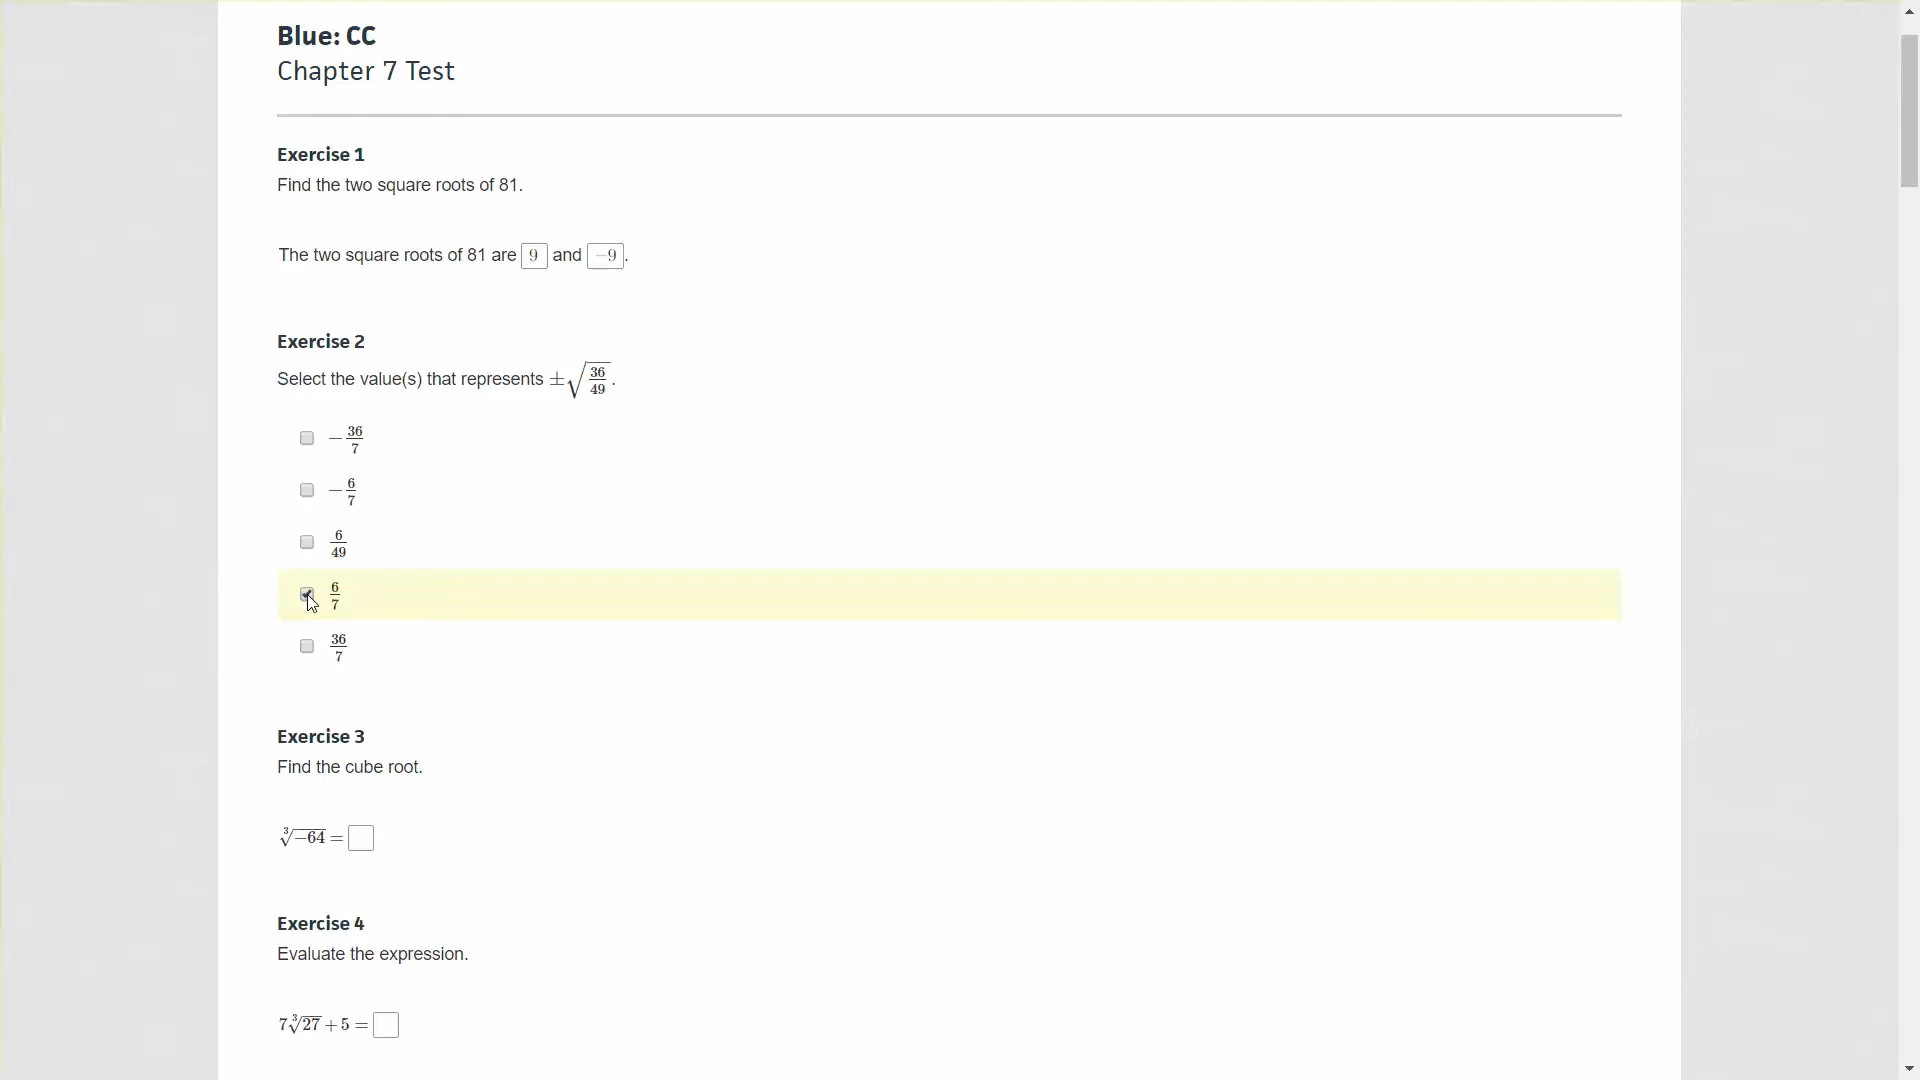 Blue: CC
Chapter 7 Test
Exercise 1
Find the two square roots of 81.
The two square roots of 81 are 9 and −9.
Exercise 2
Select the value(s) that represents ±√(36/49).
−36/7
−6/7
6/49
6/7
36/7
Exercise 3
Find the cube root.
∛−64 =
Exercise 4
Evaluate the expression.
7∛27 + 5 =